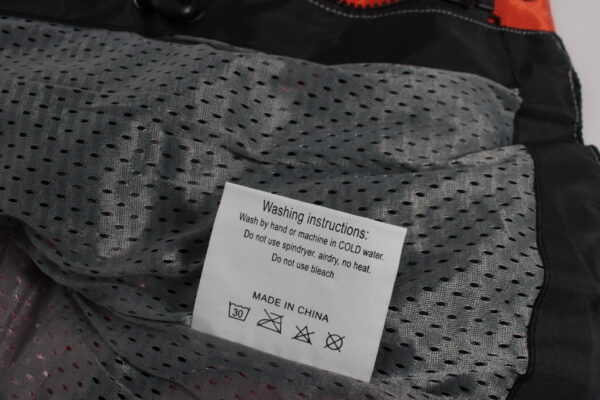 Washing instructions:
Wash by hand or machine in COLD water.
Do not use spindryer, airdry, no heat.
Do not use bleach
MADE IN CHINA
30